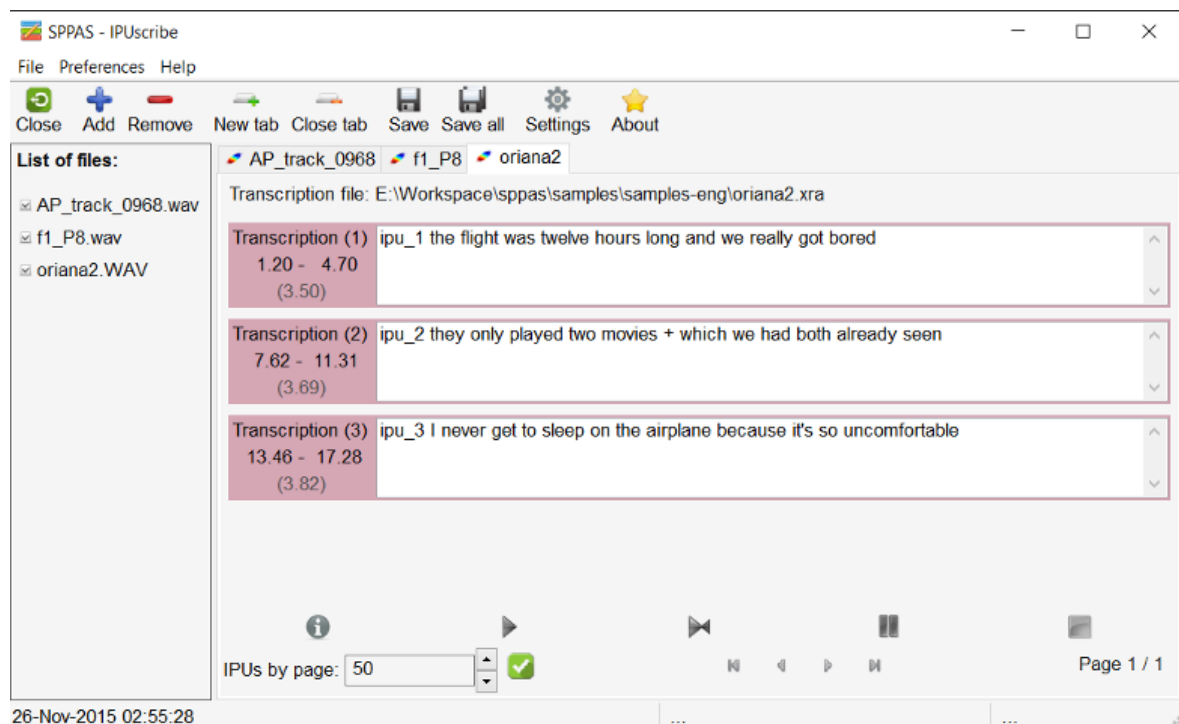 SPPAS - IPUscribe
File Preferences Help
Close Add Remove New tab Close tab Save Save all Settings About
List of files:
AP_track_0968.wav
f1_P8.wav
oriana2.WAV
AP_track_0968 f1_P8 oriana2
Transcription file: E:\Workspace\sppas\samples\samples-eng\oriana2.xra
Transcription (1) ipu_1 the flight was twelve hours long and we really got bored
1.20 - 4.70
(3.50)
Transcription (2) ipu_2 they only played two movies + which we had both already seen
7.62 - 11.31
(3.69)
Transcription (3) ipu_3 I never get to sleep on the airplane because it's so uncomfortable
13.46 - 17.28
(3.82)
IPUs by page: 50 Page 1 / 1
26-Nov-2015 02:55:28 ... ...